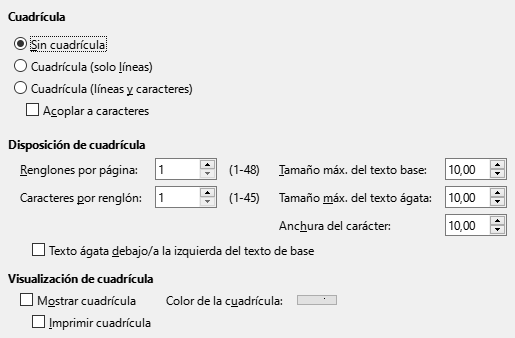 Cuadrícula
Sin cuadrícula
Cuadrícula (solo líneas)
Cuadrícula (líneas y caracteres)
Acoplar a caracteres
Disposición de cuadrícula
Renglones por página: 1 (1-48) Tamaño máx. del texto base: 10,00
Caracteres por renglón: 1 (1-45) Tamaño máx. del texto ágata: 10,00
Anchura del carácter: 10,00
Texto ágata debajo/a la izquierda del texto de base
Visualización de cuadrícula
Mostrar cuadrícula Color de la cuadrícula:
Imprimir cuadrícula